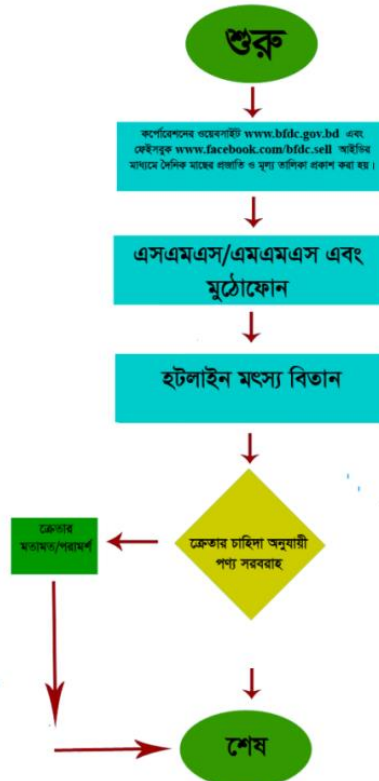 শুরু
কর্পোরেশনের ওয়েবসাইট www.bfdc.gov.bd এবং
ফেইসবুক www.facebook.com/bfdc.sell আইডির
মাধ্যমে দৈনিক মাছের প্রজাতি ও মূল্য তালিকা প্রকাশ করা হয়।
এসএমএস/এমএমএস এবং
মুঠোফোন
হটলাইন মৎস্য বিতান
ক্রেতার চাহিদা অনুযায়ী
পণ্য সরবরাহ
ক্রেতার
মতামত/পরামর্শ
শেষ